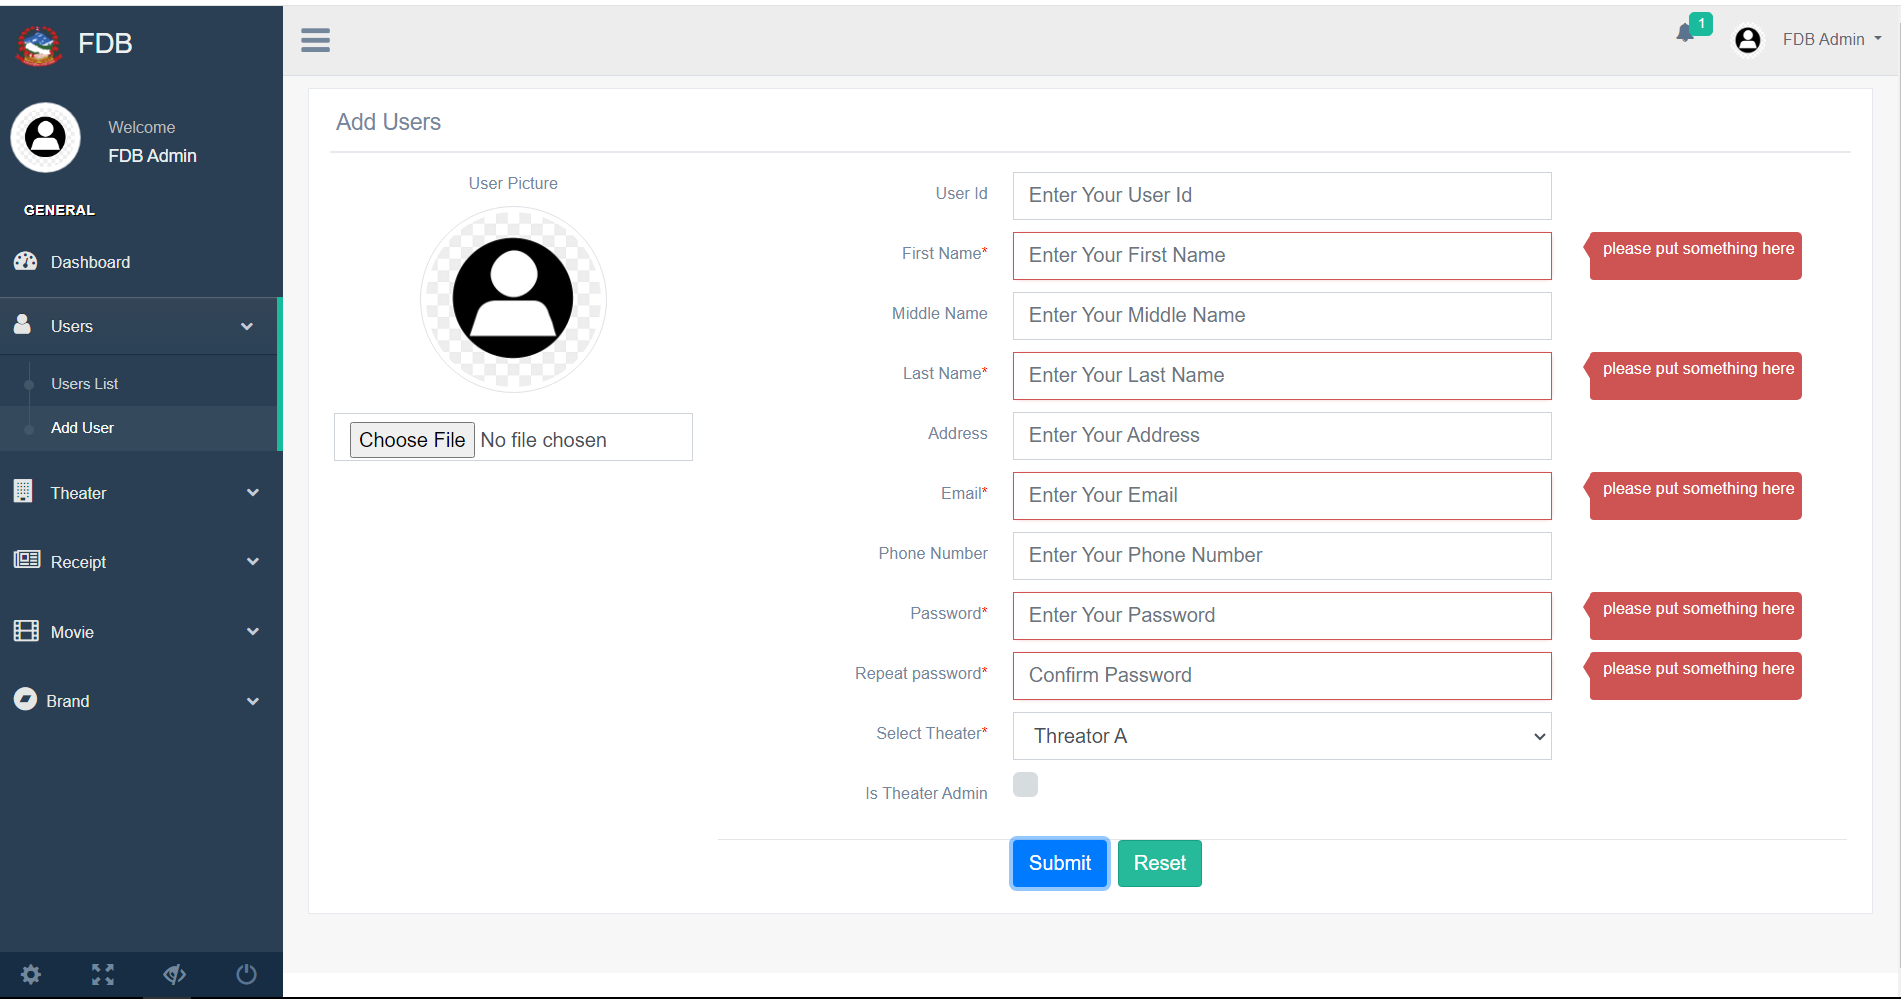 FDB
1
FDB Admin
Welcome
FDB Admin
GENERAL
Dashboard
Users
Users List
Add User
Theater
Receipt
Movie
Brand
Add Users
User Picture
Choose File No file chosen
User Id Enter Your User Id
First Name* Enter Your First Name please put something here
Middle Name Enter Your Middle Name
Last Name* Enter Your Last Name please put something here
Address Enter Your Address
Email* Enter Your Email please put something here
Phone Number Enter Your Phone Number
Password* Enter Your Password please put something here
Repeat password* Confirm Password please put something here
Select Theater* Threator A
Is Theater Admin
Submit Reset